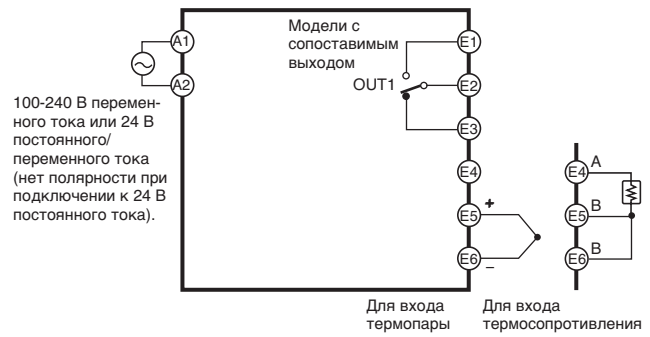 A1
A2
100-240 В перемен-
ного тока или 24 В
постоянного/
переменного тока
(нет полярности при
подключении к 24 В
постоянного тока).
Модели с
сопоставимым
выходом
OUT1
E1
E2
E3
E4
E5
+
E6
–
Для входа
термопары
E4 A
E5 B
E6 B
Для входа
термосопротивления